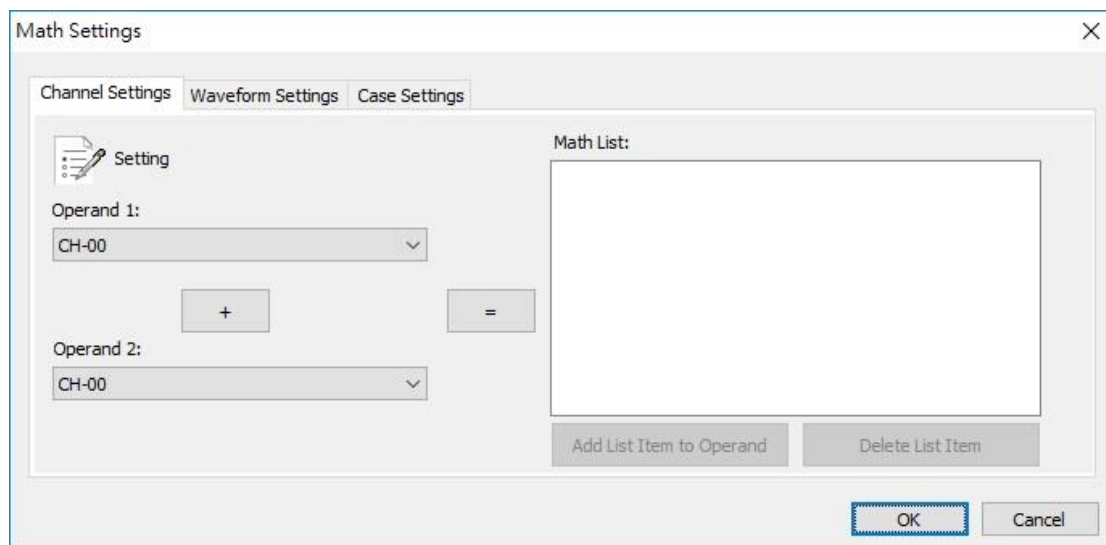 Math Settings
Channel Settings Waveform Settings Case Settings
Setting
Operand 1:
CH-00
+
=
Operand 2:
CH-00
Math List:
Add List Item to Operand
Delete List Item
OK
Cancel